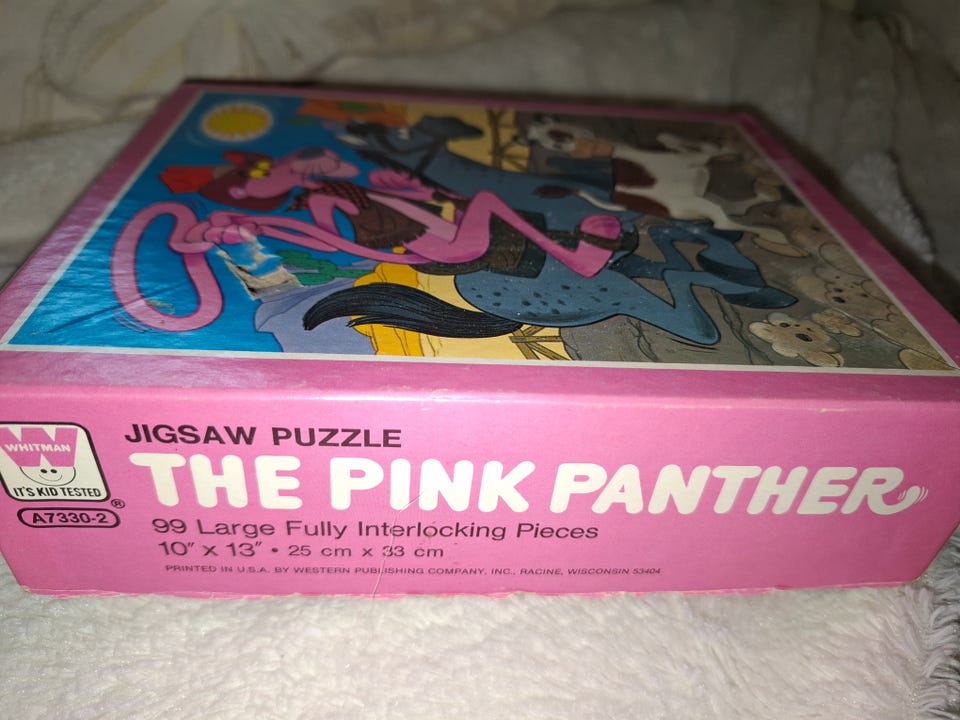 WHITMAN
IT'S KID TESTED
®
A7330-2
JIGSAW PUZZLE
THE PINK PANTHER
99 Large Fully Interlocking Pieces
10" x 13" • 25 cm x 33 cm
PRINTED IN U.S.A. BY WESTERN PUBLISHING COMPANY, INC., RACINE, WISCONSIN 53404